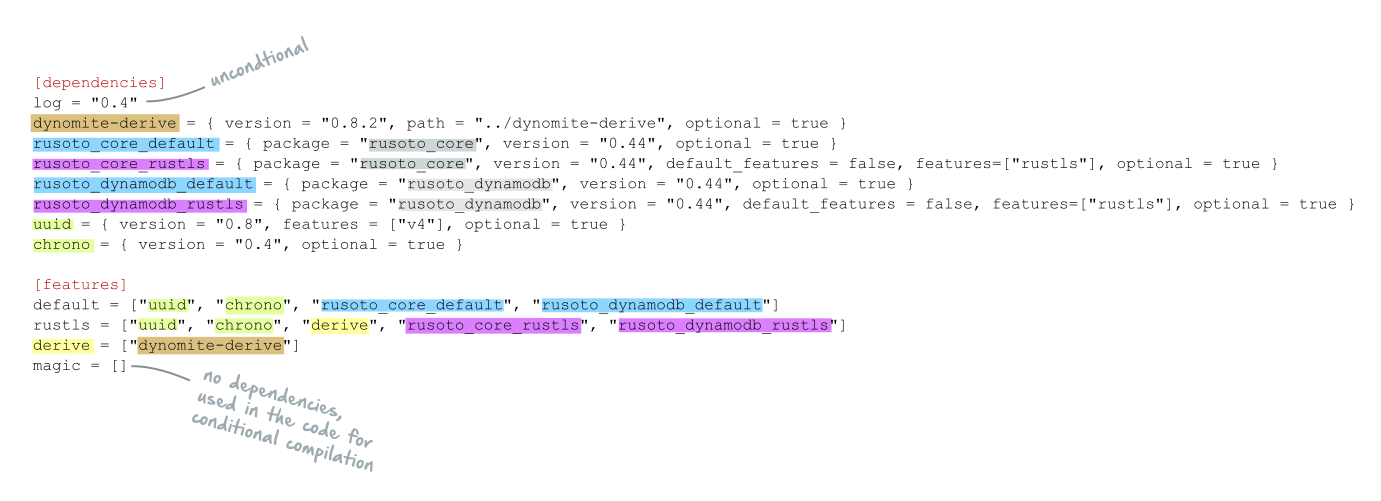 uncondtional
[dependencies]
log = "0.4"
dynomite-derive = { version = "0.8.2", path = "../dynomite-derive", optional = true }
rusoto_core_default = { package = "rusoto_core", version = "0.44", optional = true }
rusoto_core_rustls = { package = "rusoto_core", version = "0.44", default_features = false, features=["rustls"], optional = true }
rusoto_dynamodb_default = { package = "rusoto_dynamodb", version = "0.44", optional = true }
rusoto_dynamodb_rustls = { package = "rusoto_dynamodb", version = "0.44", default_features = false, features=["rustls"], optional = true }
uuid = { version = "0.8", features = ["v4"], optional = true }
chrono = { version = "0.4", optional = true }
[features]
default = ["uuid", "chrono", "rusoto_core_default", "rusoto_dynamodb_default"]
rustls = ["uuid", "chrono", "derive", "rusoto_core_rustls", "rusoto_dynamodb_rustls"]
derive = ["dynomite-derive"]
magic = []
no dependencies,
used in the code for
conditional compilation